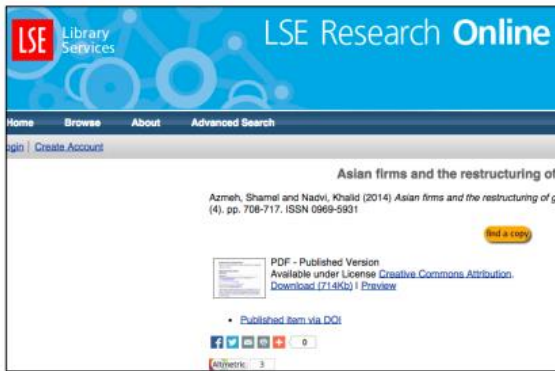 LSE Library Services
LSE Research Online
Home Browse About Advanced Search
ogin | Create Account
Asian firms and the restructuring of
Azmeh, Shamel and Nadvi, Khalid (2014) Asian firms and the restructuring of g
(4). pp. 708-717. ISSN 0969-5931
find a copy
PDF - Published Version
Available under License Creative Commons Attribution.
Download (714Kb) | Preview
• Published item via DOI
0
Altmetric 3